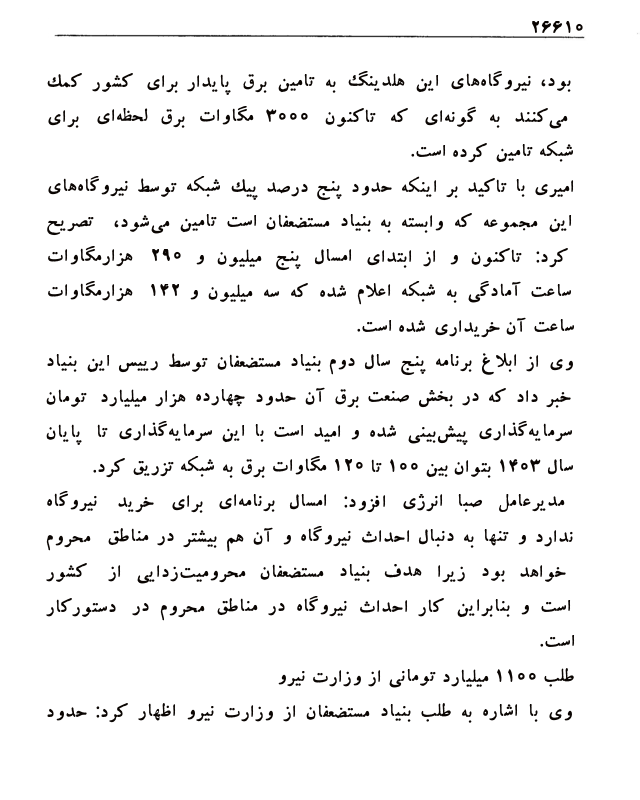 ۲۶۶۱۰
بود، نیروگاه‌های این هلدینگ به تامین برق پایدار برای کشور کمك
می‌کنند به گونه‌ای که تاکنون ۳۰۰۰ مگاوات برق لحظه‌ای برای
شبکه تامین کرده است.
امیری با تاکید بر اینکه حدود پنج درصد پیك شبکه توسط نیروگاه‌های
این مجموعه که وابسته به بنیاد مستضعفان است تامین می‌شود، تصریح
کرد: تاکنون و از ابتدای امسال پنج میلیون و ۲۹۰ هزارمگاوات
ساعت آمادگی به شبکه اعلام شده که سه میلیون و ۱۴۲ هزارمگاوات
ساعت آن خریداری شده است.
وی از ابلاغ برنامه پنج سال دوم بنیاد مستضعفان توسط رییس این بنیاد
خبر داد که در بخش صنعت برق آن حدود چهارده هزار میلیارد تومان
سرمایه‌گذاری پیش‌بینی شده و امید است با این سرمایه‌گذاری تا پایان
سال ۱۴۰۳ بتوان بین ۱۰۰ تا ۱۲۰ مگاوات برق به شبکه تزریق کرد.
مدیرعامل صبا انرژی افزود: امسال برنامه‌ای برای خرید نیروگاه
ندارد و تنها به دنبال احداث نیروگاه و آن هم بیشتر در مناطق محروم
خواهد بود زیرا هدف بنیاد مستضعفان محرومیت‌زدایی از کشور
است و بنابراین کار احداث نیروگاه در مناطق محروم در دستورکار
است.
طلب ۱۱۰۰ میلیارد تومانی از وزارت نیرو
وی با اشاره به طلب بنیاد مستضعفان از وزارت نیرو اظهار کرد: حدود